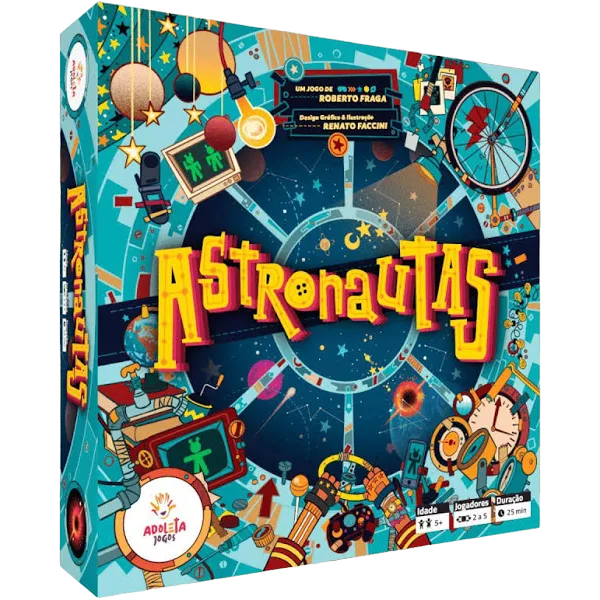 UM JOGO DE
ROBERTO FRAGA
Design Gráfico & Ilustração
RENATO FACCINI
ASTRONAUTAS
ASTRONAUTAS
ADOLETA
JOGOS
Idade
5+
Jogadores
2 a 5
Duração
25 min